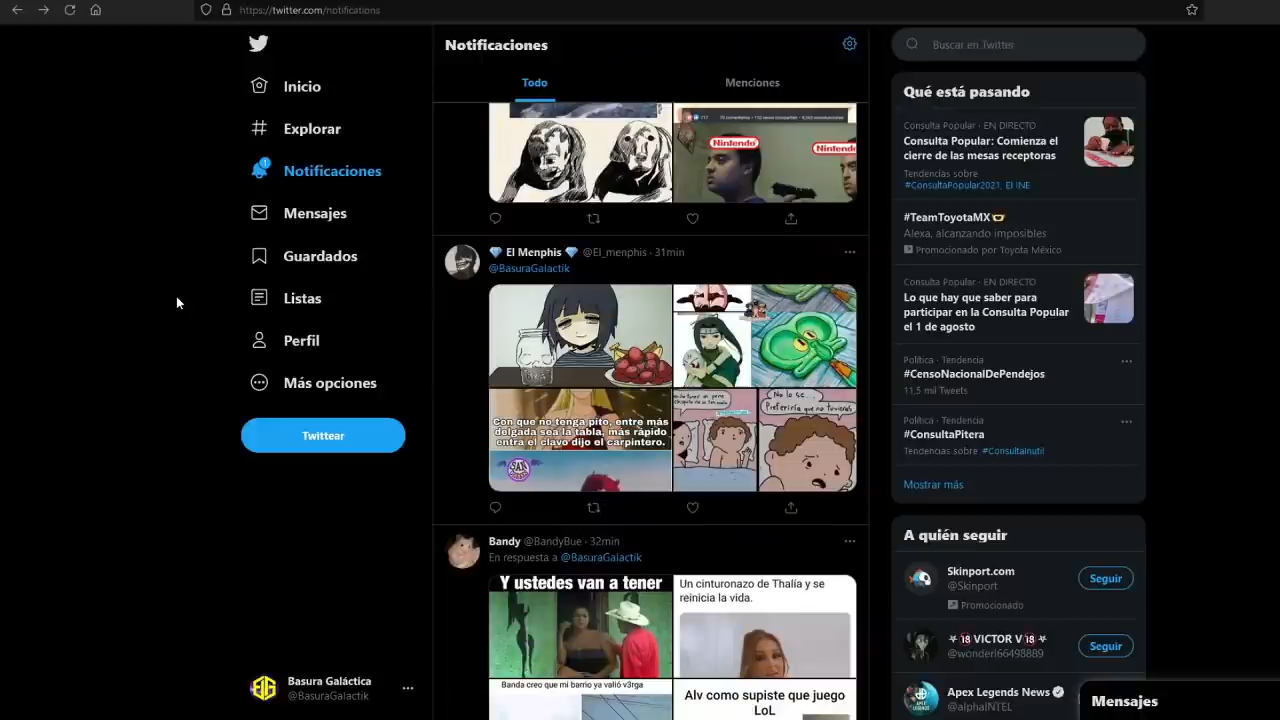 https://twitter.com/notifications
Inicio
Explorar
1
Notificaciones
Mensajes
Guardados
Listas
Perfil
Más opciones
Twittear
Basura Galáctica
@BasuraGalactik
Notificaciones
Todo
Menciones
Nintendo
Nintendo
El Menphis
@El_menphis · 31min
@BasuraGalactik
Con que no tenga pito, entre más
delgada sea la tabla, más rápido
entra el clavo dijo el carpintero.
No lo se...
Preferiría que no tuvieras
Bandy @BandyBue · 32min
En respuesta a @BasuraGalactik
Y ustedes van a tener
Un cinturonazo de Thalía y se
reinicia la vida.
Banda creo que mi barrio ya valió v3rga
Alv como supiste que juego
LoL
Buscar en Twitter
Qué está pasando
Consulta Popular · EN DIRECTO
Consulta Popular: Comienza el
cierre de las mesas receptoras
Tendencias sobre
#ConsultaPopular2021, El INE
#TeamToyotaMX
Alexa, alcanzando imposibles
Promocionado por Toyota México
Consulta Popular · EN DIRECTO
Lo que hay que saber para
participar en la Consulta Popular
el 1 de agosto
Política · Tendencia
#CensoNacionalDePendejos
11,5 mil Tweets
Política · Tendencia
#ConsultaPitera
Tendencias sobre #ConsultaInutil
Mostrar más
A quién seguir
Skinport.com
@Skinport
Promocionado
Seguir
VICTOR V
@wonderl66498889
Seguir
Apex Legends News
@alphaINTEL
Mensajes